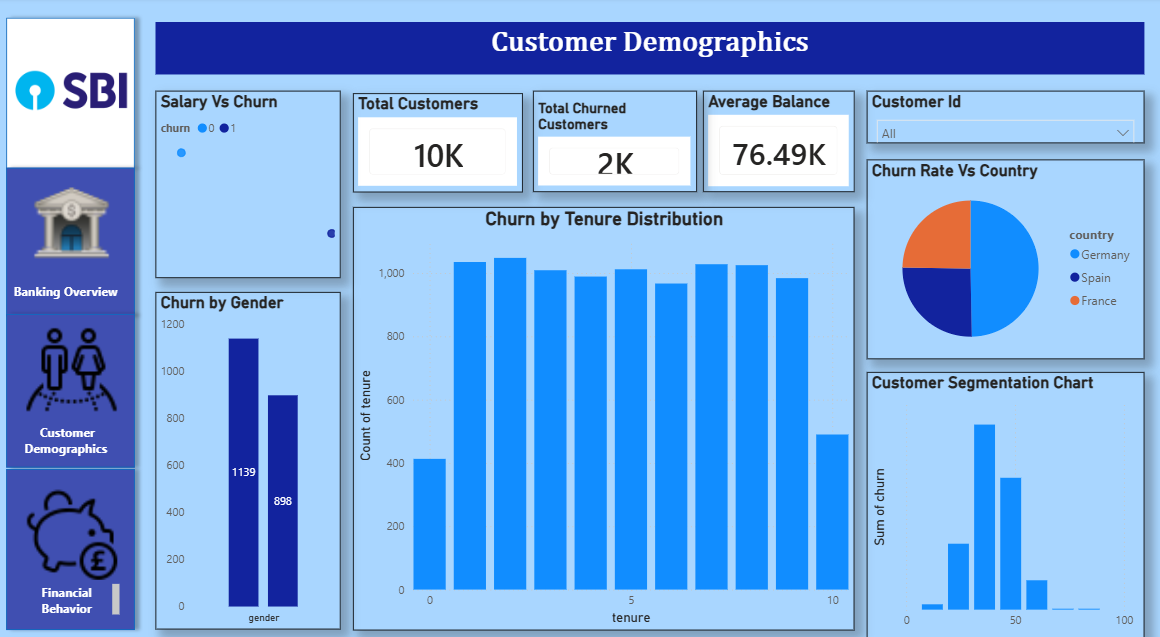 SBI
Banking Overview
Customer
Demographics
£
Financial
Behavior
Customer Demographics
Salary Vs Churn
churn 0 1
Total Customers
10K
Total Churned
Customers
2K
Average Balance
76.49K
Customer Id
All
Churn by Gender
1200
1000
800
600
400
200
0
1139
898
gender
Churn by Tenure Distribution
Count of tenure
1,000
800
600
400
200
0
0 5 10
tenure
Churn Rate Vs Country
country
Germany
Spain
France
Customer Segmentation Chart
Sum of churn
0 50 100